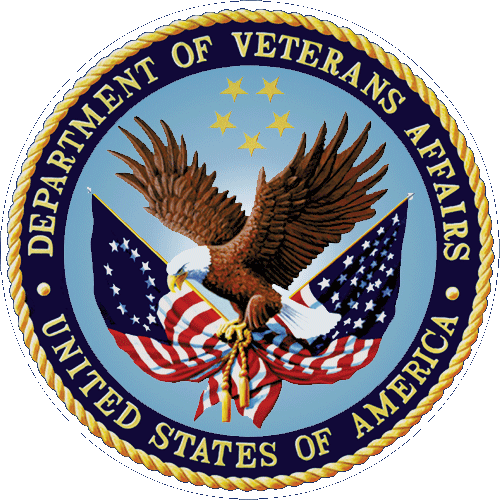 DEPARTMENT OF VETERANS AFFAIRS
UNITED STATES OF AMERICA